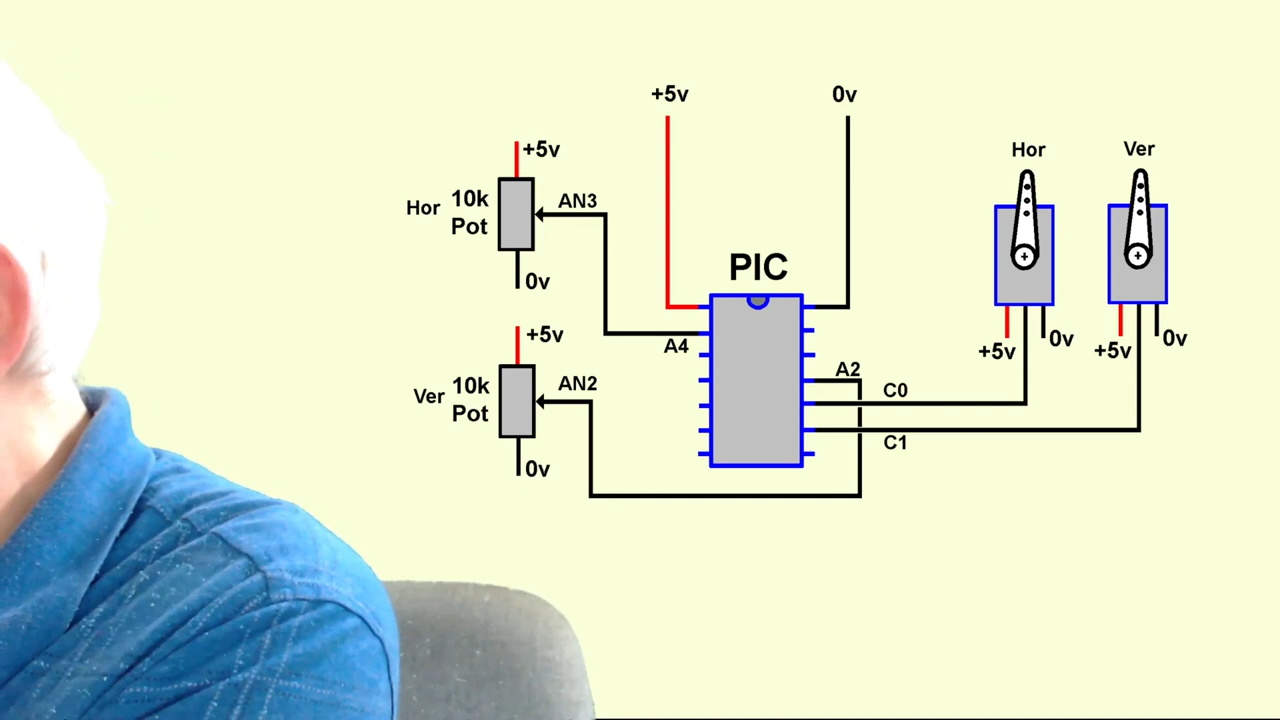 +5v
0v
+5v
Hor
10k
Pot
AN3
0v
+5v
Ver
10k
Pot
AN2
0v
PIC
A4
A2
C0
C1
Hor
Ver
+5v
0v
+5v
0v